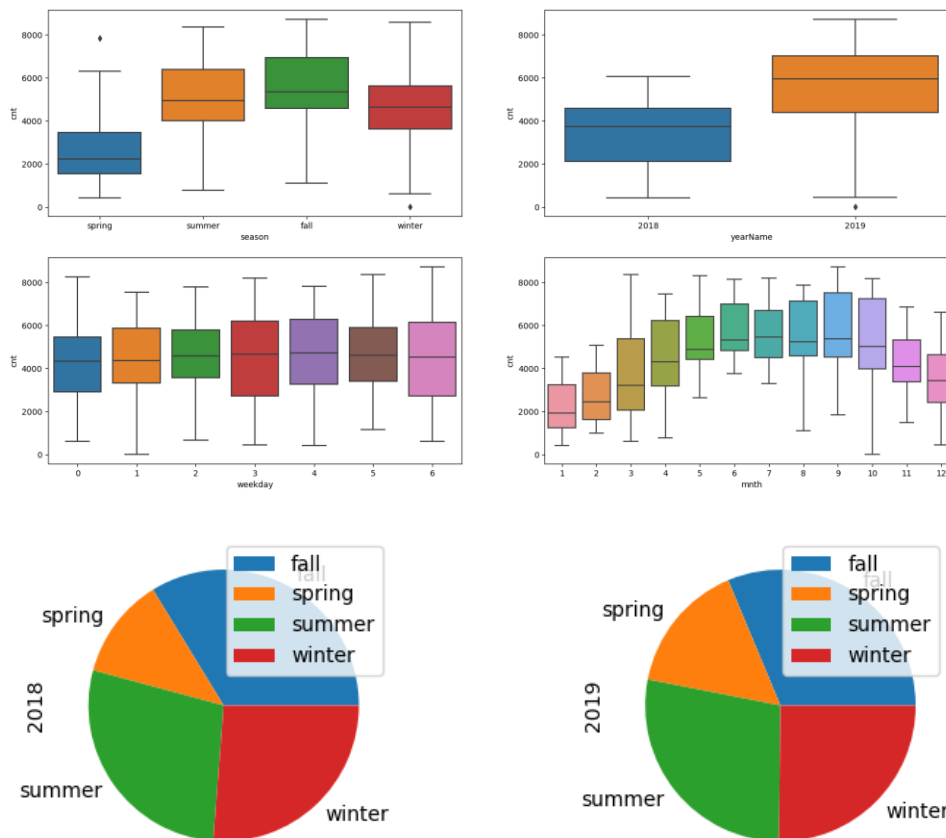 8000
6000
4000
2000
0
cnt
spring summer fall winter
season
8000
6000
4000
2000
0
cnt
2018 2019
yearName
8000
6000
4000
2000
0
cnt
0 1 2 3 4 5 6
weekday
8000
6000
4000
2000
0
cnt
1 2 3 4 5 6 7 8 9 10 11 12
mnth
fall
spring
summer
winter
fall
spring
summer
winter
2018
fall
spring
summer
winter
fall
spring
summer
winter
2019